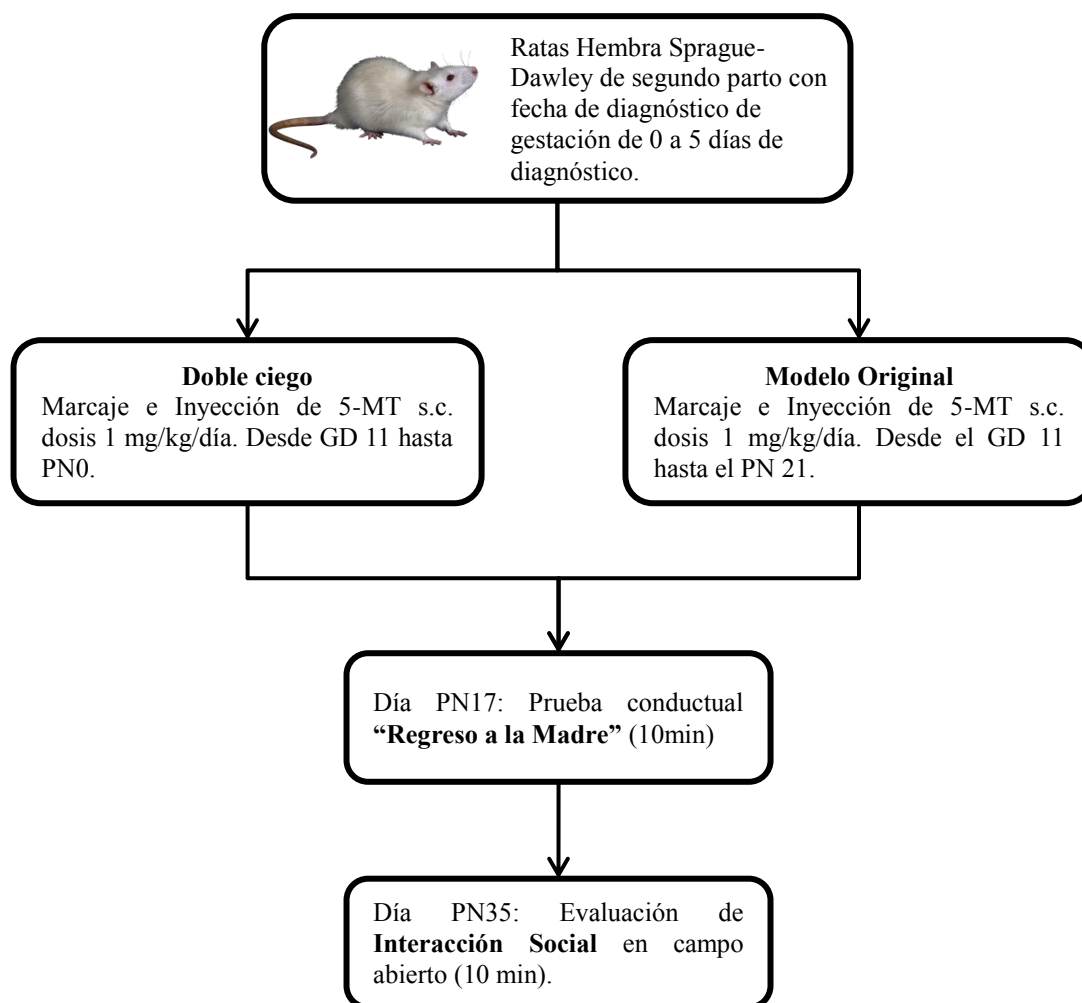 Ratas Hembra Sprague-
Dawley de segundo parto con
fecha de diagnóstico de
gestación de 0 a 5 días de
diagnóstico.
Doble ciego
Marcaje e Inyección de 5-MT s.c.
dosis 1 mg/kg/día. Desde GD 11 hasta
PN0.
Modelo Original
Marcaje e Inyección de 5-MT s.c.
dosis 1 mg/kg/día. Desde el GD 11
hasta el PN 21.
Día PN17: Prueba conductual
“Regreso a la Madre” (10min)
Día PN35: Evaluación de
Interacción Social en campo
abierto (10 min).